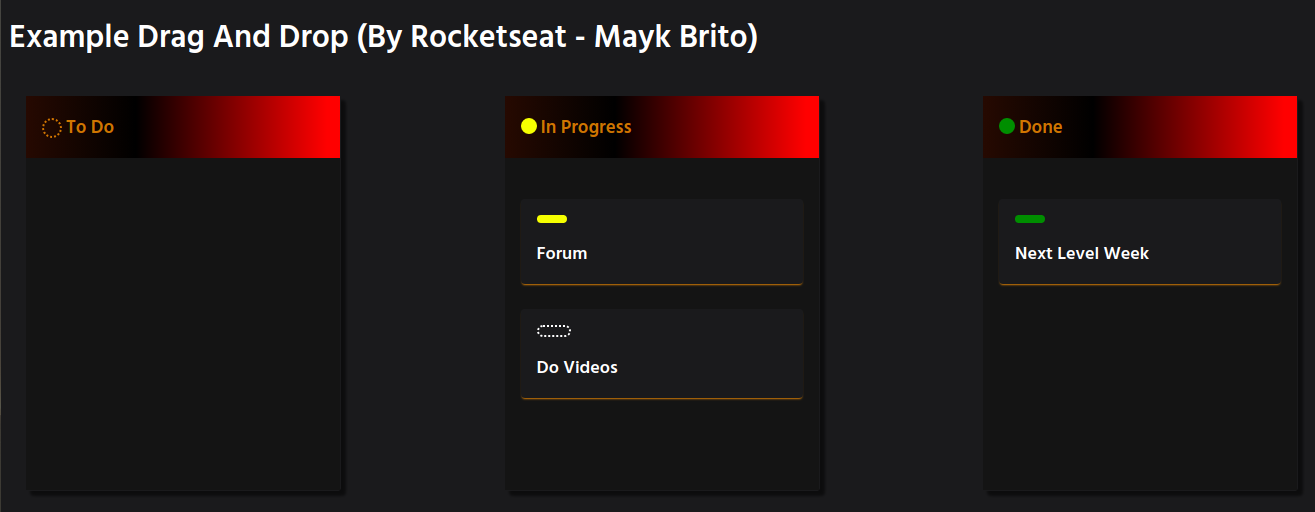 Example Drag And Drop (By Rocketseat - Mayk Brito)
To Do
In Progress
Done
Forum
Next Level Week
Do Videos